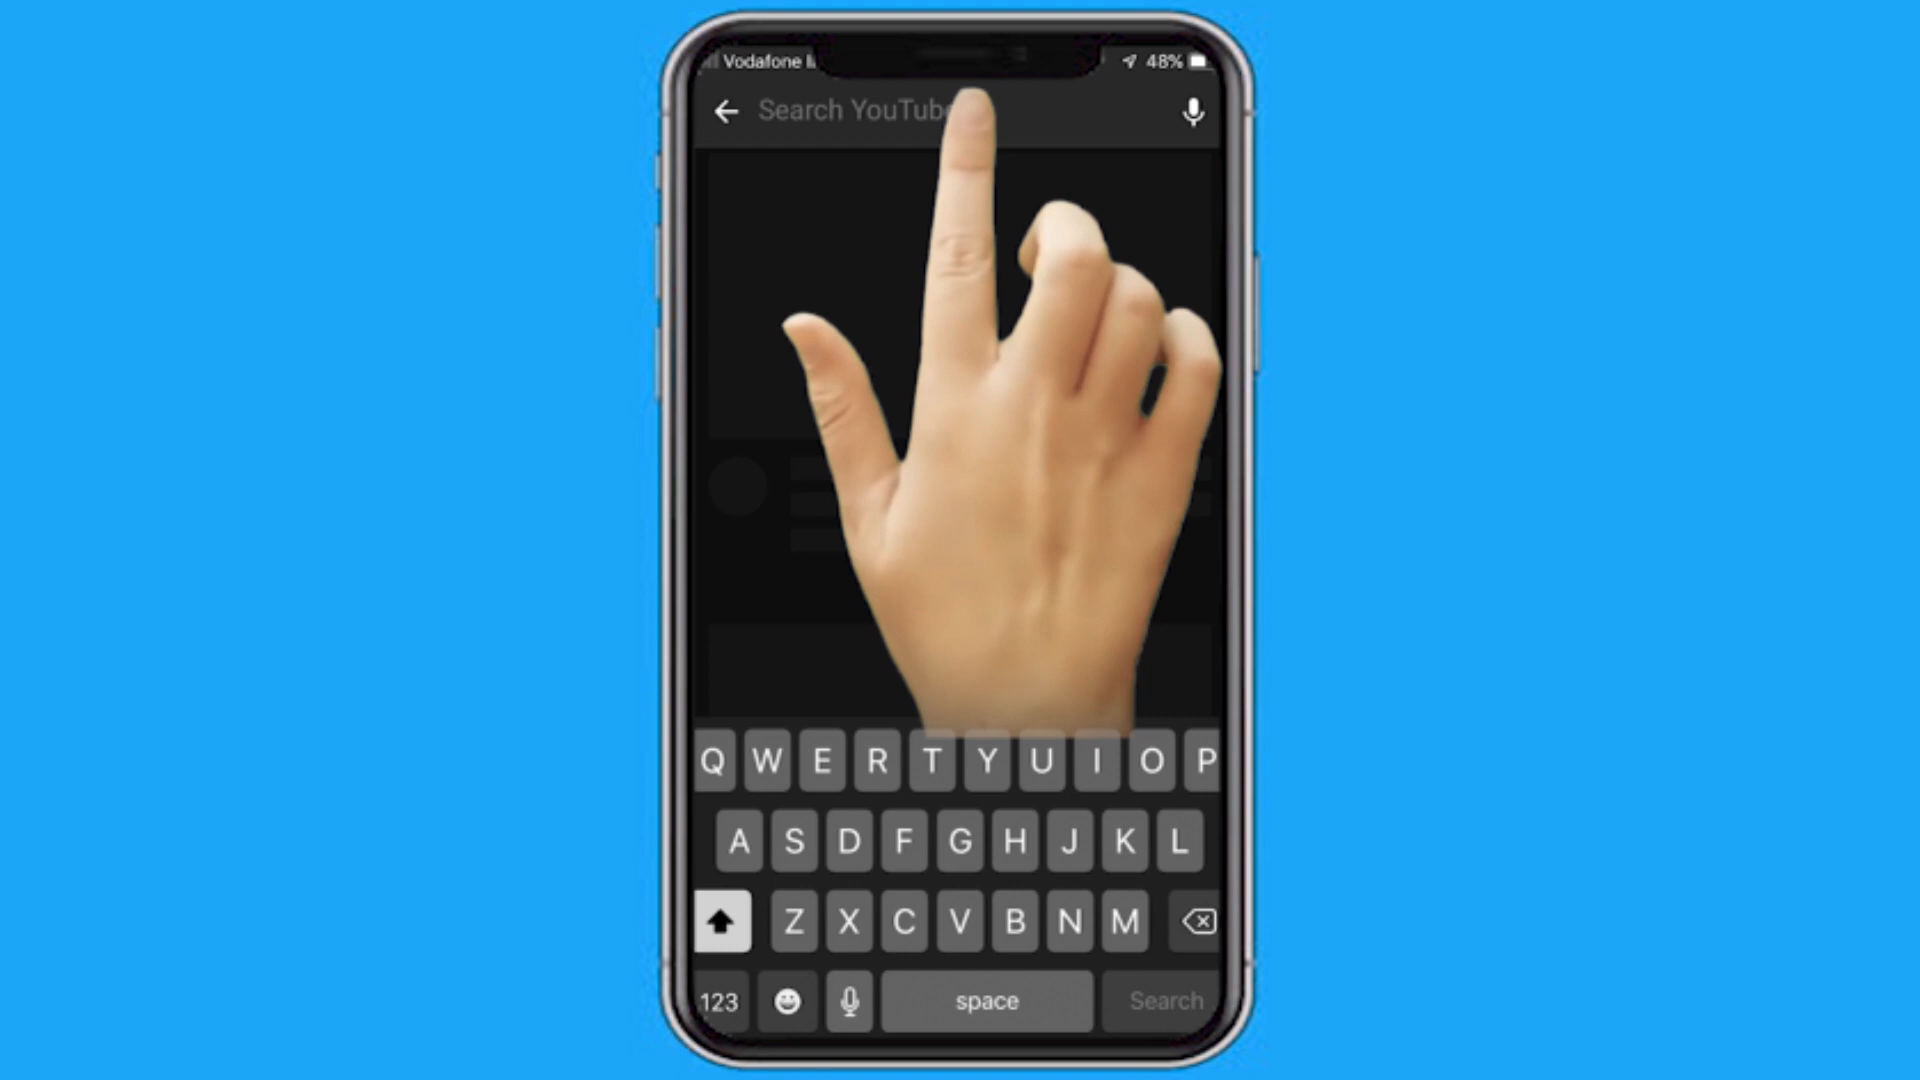 Vodafone
48%
Search YouTube
Q W E R T Y U I O P
A S D F G H J K L
Z X C V B N M
123 space Search